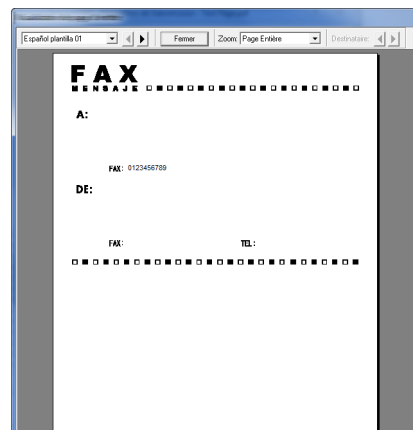 Español plantilla 01 Fermer Zoom: Page Entière Destinataire:
FAX
MENSAJE
A:
FAX: 0123456789
DE:
FAX: TEL: